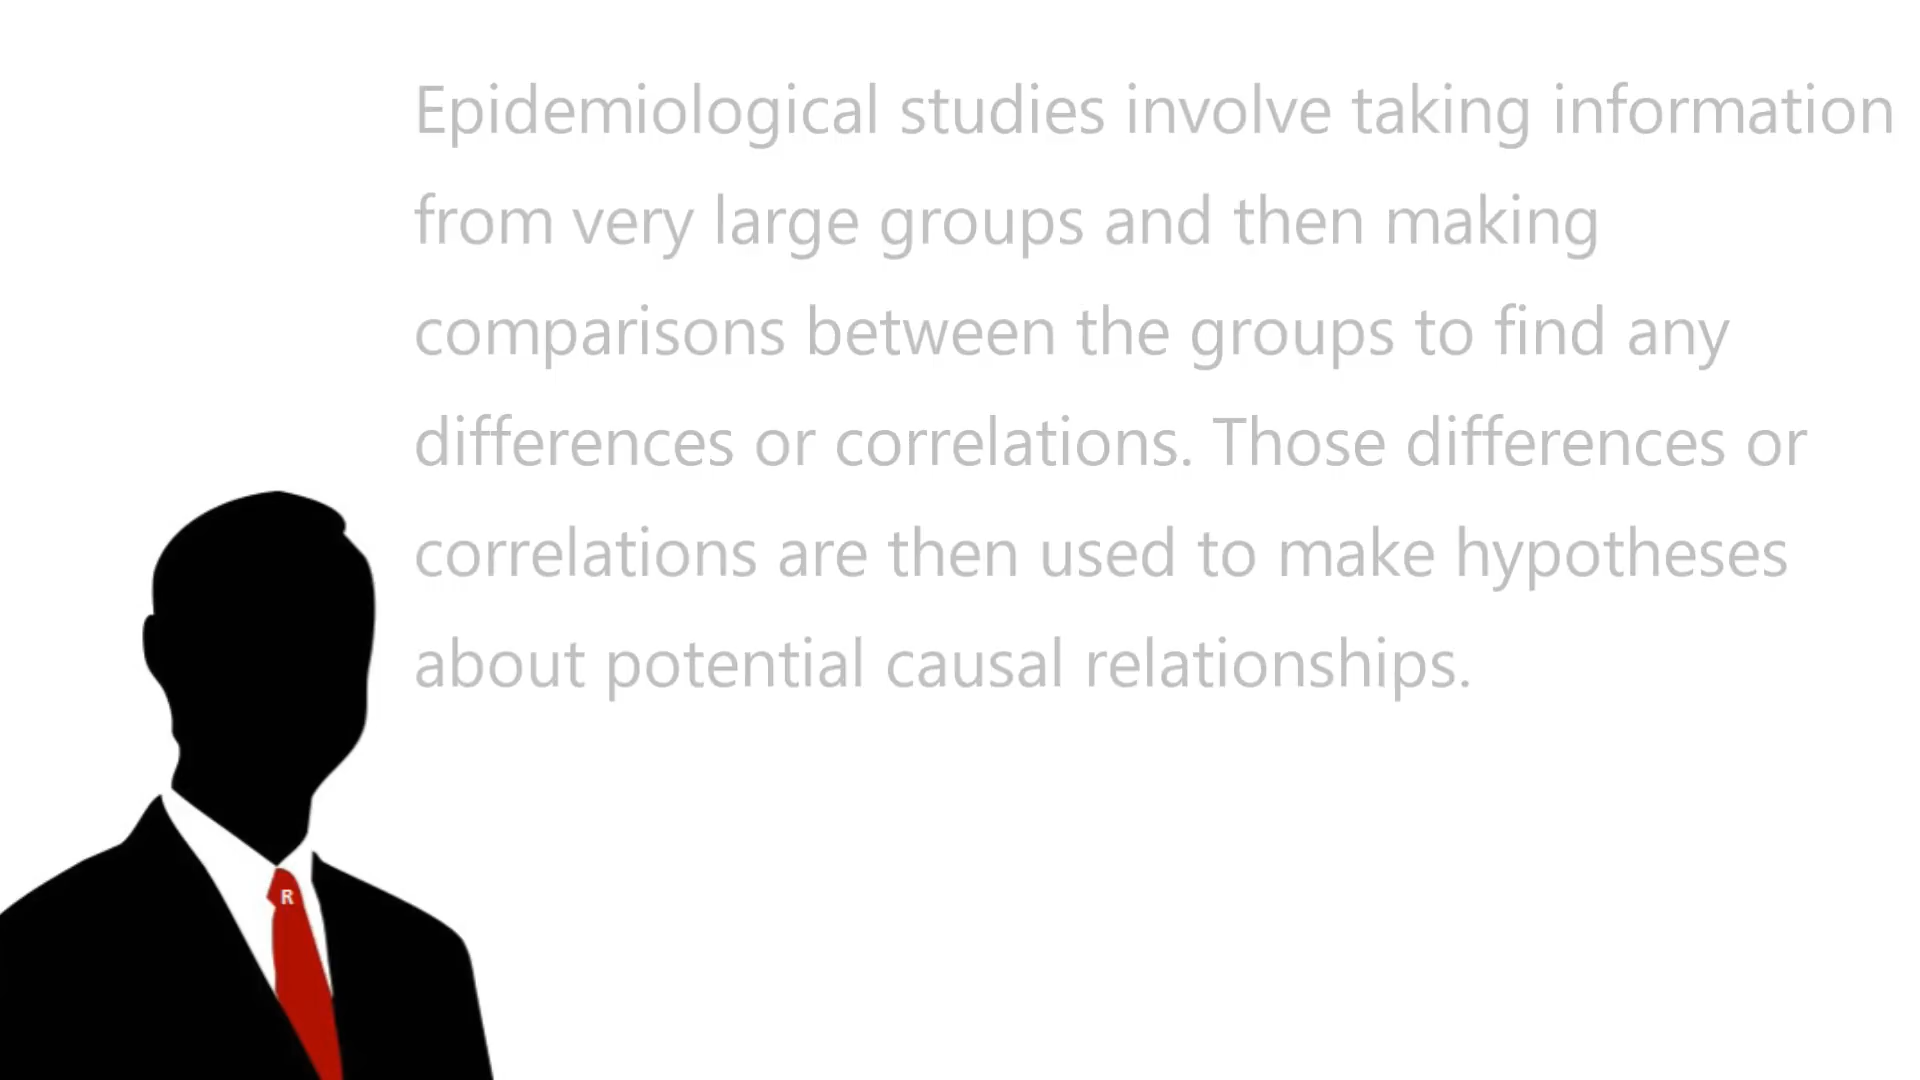 Epidemiological studies involve taking information
from very large groups and then making
comparisons between the groups to find any
differences or correlations. Those differences or
correlations are then used to make hypotheses
about potential causal relationships.
R